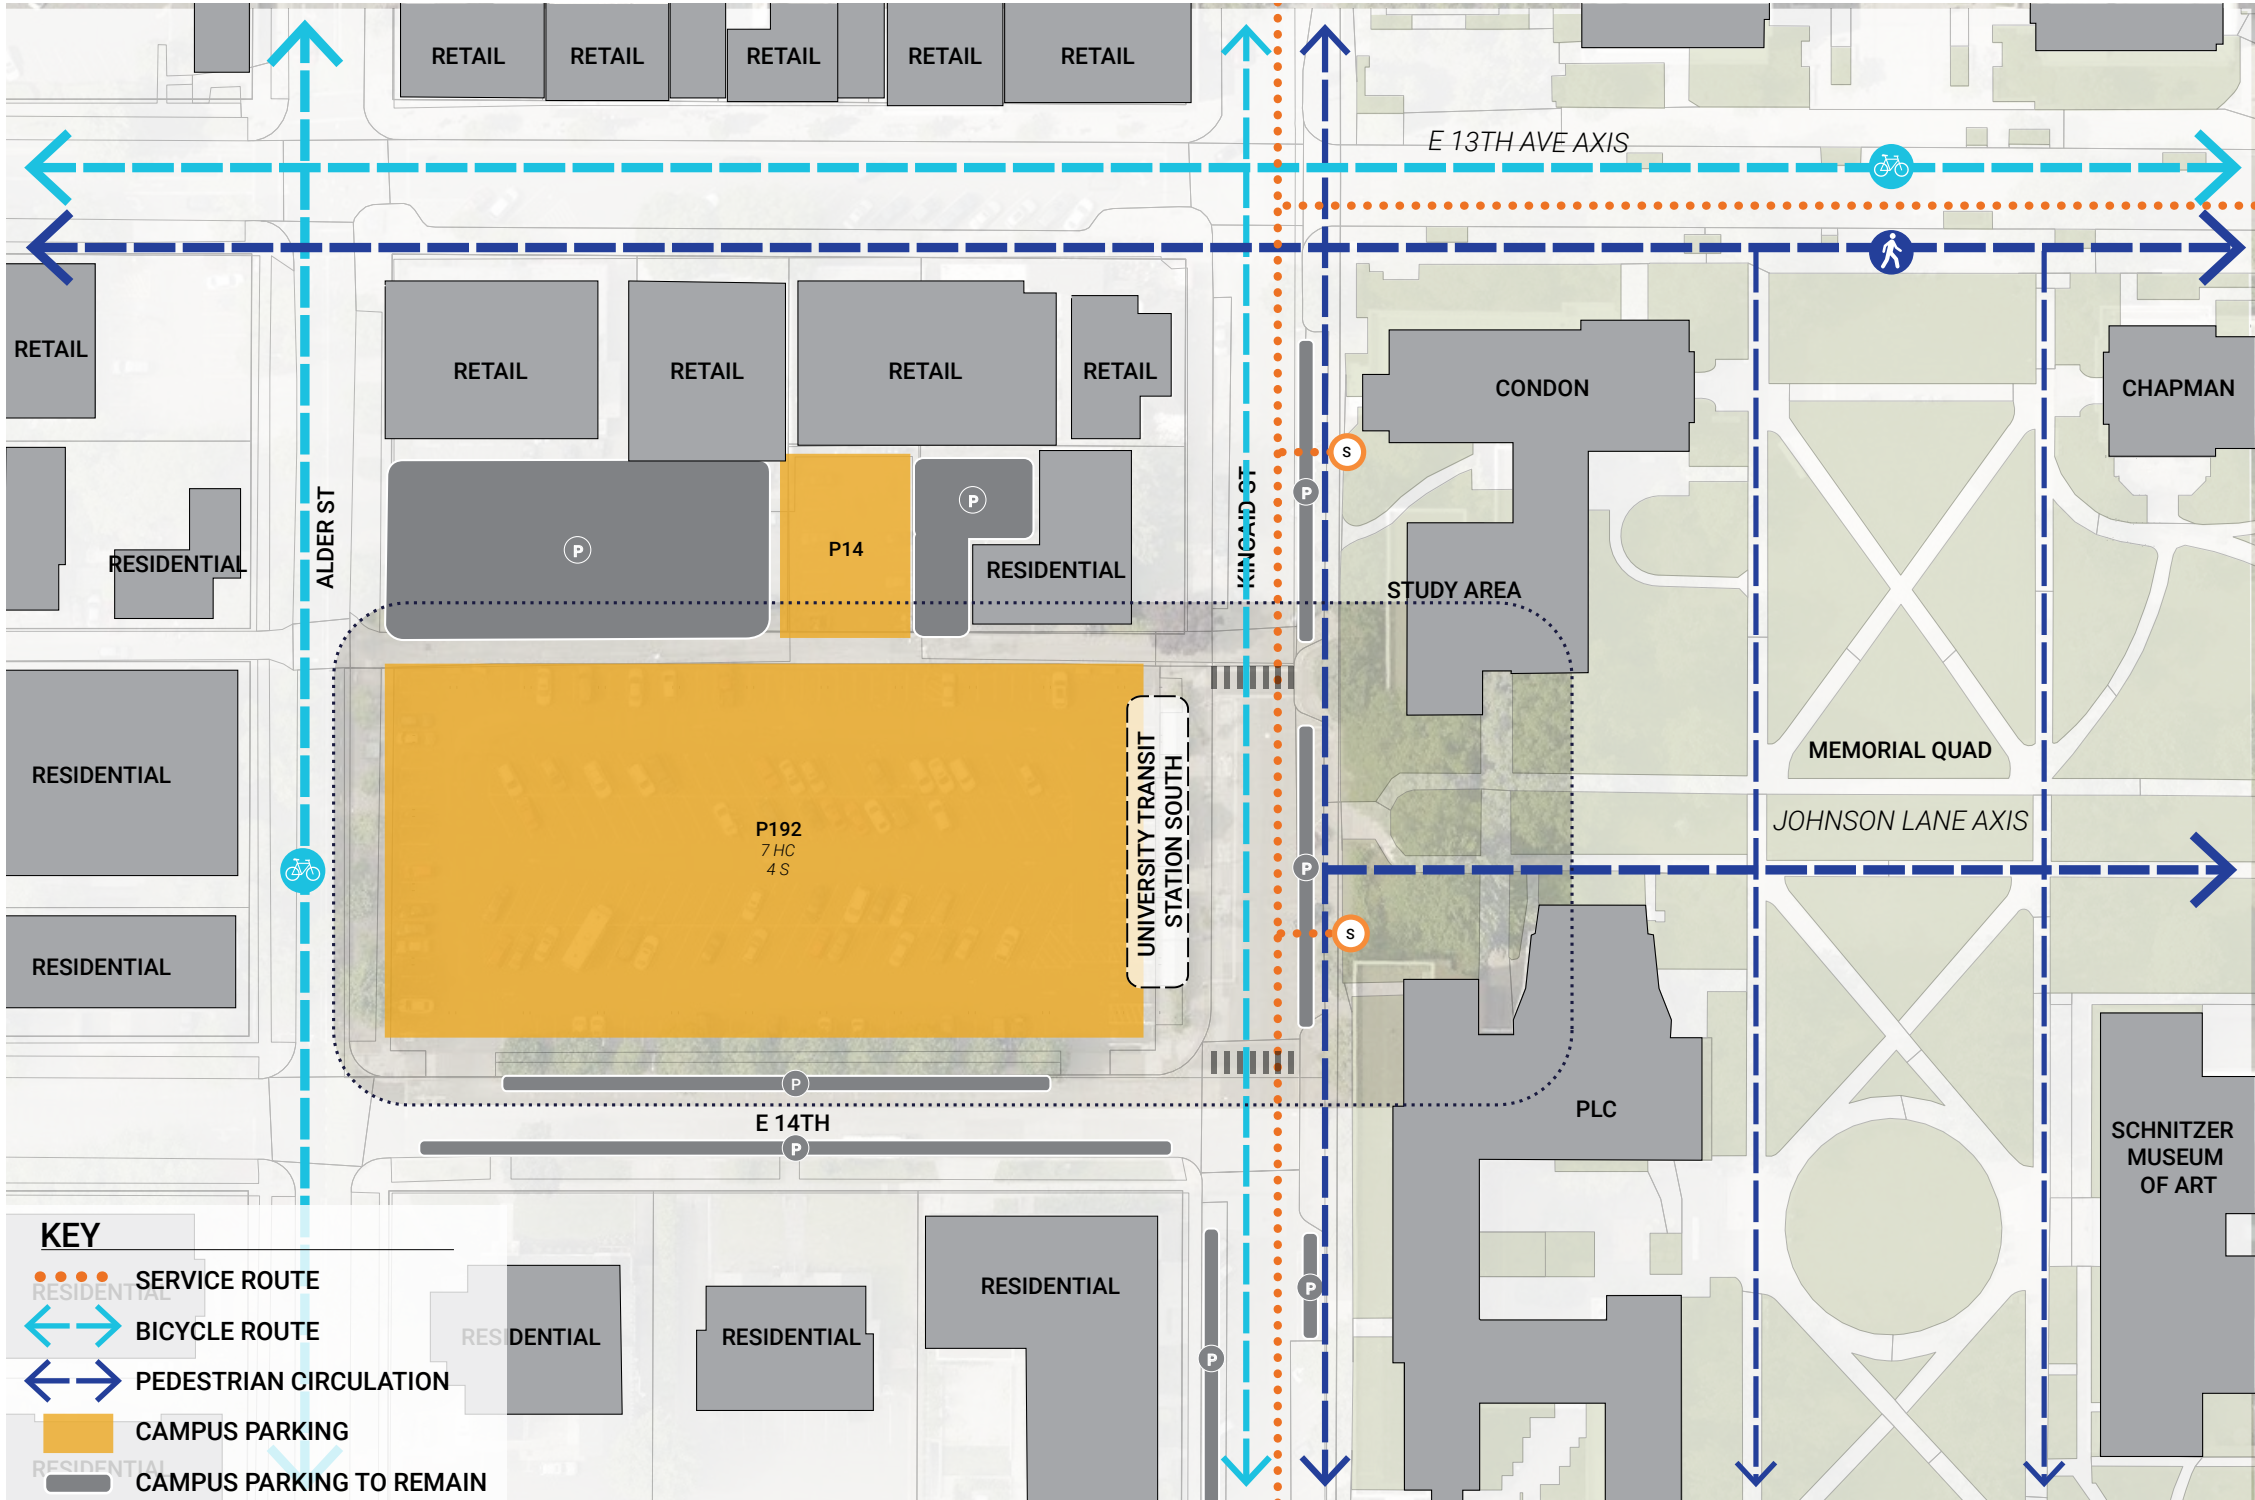 RETAIL
RETAIL
RETAIL
RETAIL
RETAIL
E 13TH AVE AXIS
RETAIL
RETAIL
RETAIL
RETAIL
RETAIL
CONDON
CHAPMAN
S
P
P
P
P14
ALDER ST
KINCAID ST
RESIDENTIAL
RESIDENTIAL
STUDY AREA
MEMORIAL QUAD
JOHNSON LANE AXIS
RESIDENTIAL
P192
7 HC
4 S
UNIVERSITY TRANSIT
STATION SOUTH
P
S
RESIDENTIAL
P
E 14TH
P
PLC
SCHNITZER
MUSEUM
OF ART
RESIDENTIAL
RESIDENTIAL
RESIDENTIAL
P
P
KEY
RESIDENTIAL
SERVICE ROUTE
BICYCLE ROUTE
PEDESTRIAN CIRCULATION
CAMPUS PARKING
RESIDENTIAL
CAMPUS PARKING TO REMAIN